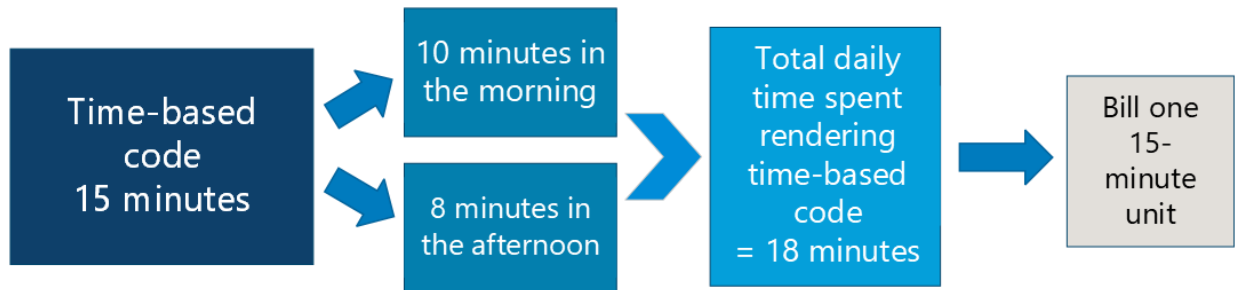 Time-based
code
15 minutes
10 minutes in
the morning
8 minutes in
the afternoon
Total daily
time spent
rendering
time-based
code
= 18 minutes
Bill one
15-
minute
unit